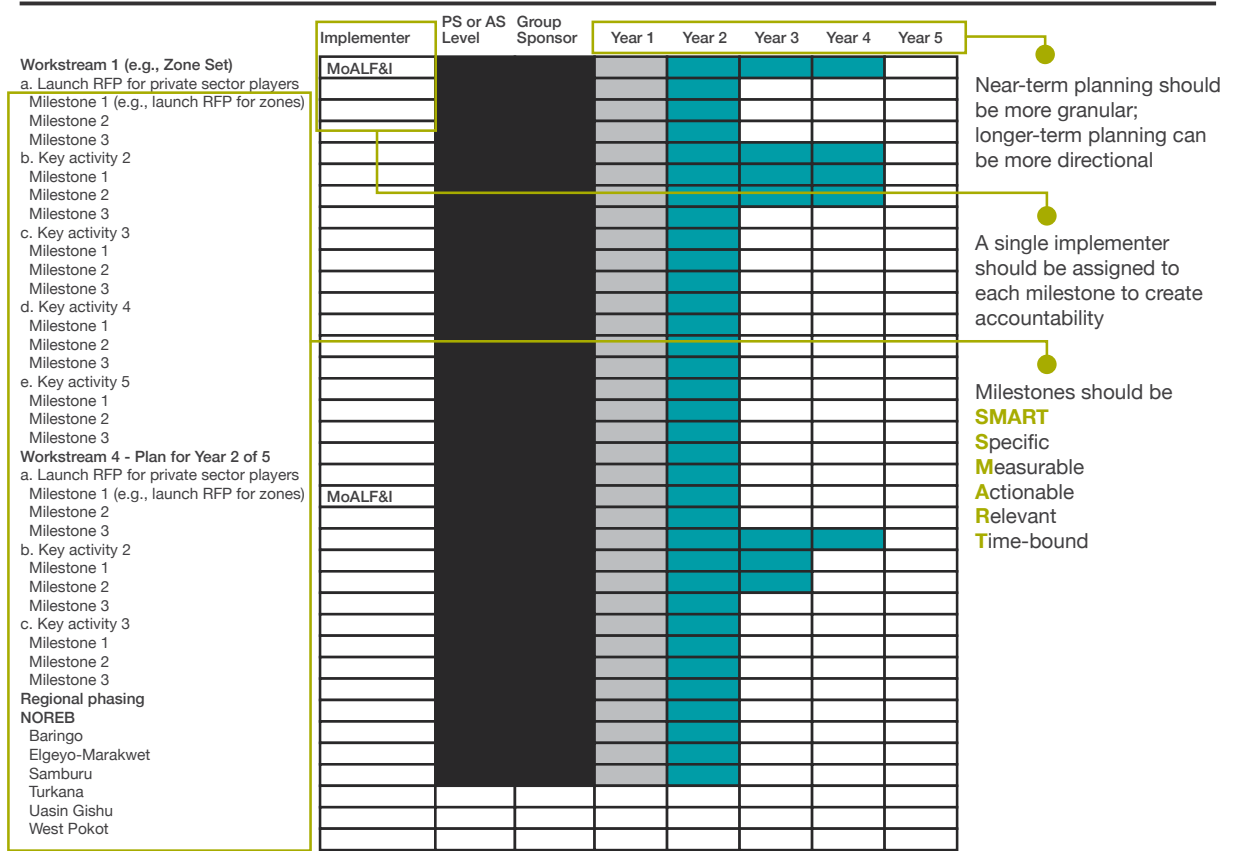 Implementer
PS or AS Level
Group Sponsor
Year 1
Year 2
Year 3
Year 4
Year 5
Workstream 1 (e.g., Zone Set)
MoALF&I
a. Launch RFP for private sector players
Milestone 1 (e.g., launch RFP for zones)
Milestone 2
Milestone 3
b. Key activity 2
Milestone 1
Milestone 2
Milestone 3
c. Key activity 3
Milestone 1
Milestone 2
Milestone 3
d. Key activity 4
Milestone 1
Milestone 2
Milestone 3
e. Key activity 5
Milestone 1
Milestone 2
Milestone 3
Workstream 4 - Plan for Year 2 of 5
a. Launch RFP for private sector players
Milestone 1 (e.g., launch RFP for zones)
MoALF&I
Milestone 2
Milestone 3
b. Key activity 2
Milestone 1
Milestone 2
Milestone 3
c. Key activity 3
Milestone 1
Milestone 2
Milestone 3
Regional phasing
NOREB
Baringo
Elgeyo-Marakwet
Samburu
Turkana
Uasin Gishu
West Pokot
Near-term planning should
be more granular;
longer-term planning can
be more directional
A single implementer
should be assigned to
each milestone to create
accountability
Milestones should be
SMART
Specific
Measurable
Actionable
Relevant
Time-bound